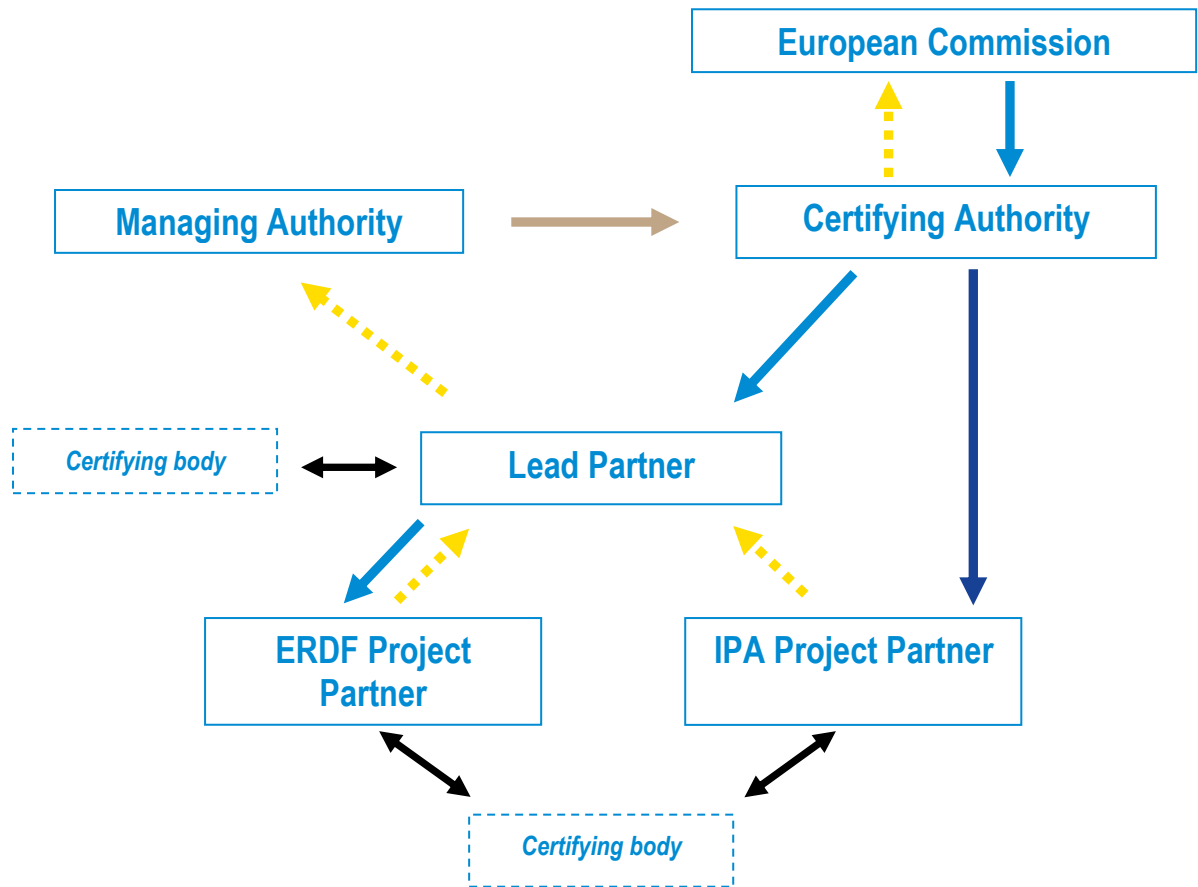 European Commission
Managing Authority
Certifying Authority
Certifying body
Lead Partner
ERDF Project
Partner
IPA Project Partner
Certifying body